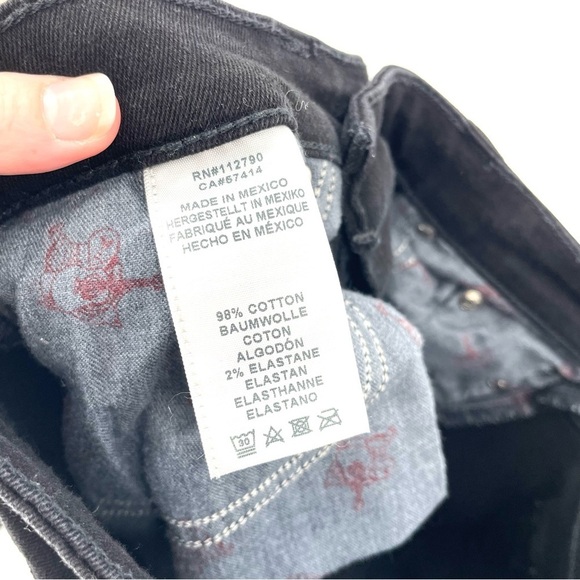 RN#112790
CA#57414
MADE IN MEXICO
HERGESTELLT IN MEXIKO
FABRIQUÉ AU MEXIQUE
HECHO EN MÉXICO
98% COTTON
BAUMWOLLE
COTON
ALGODÓN
2% ELASTANE
ELASTAN
ELASTHANNE
ELASTANO
30